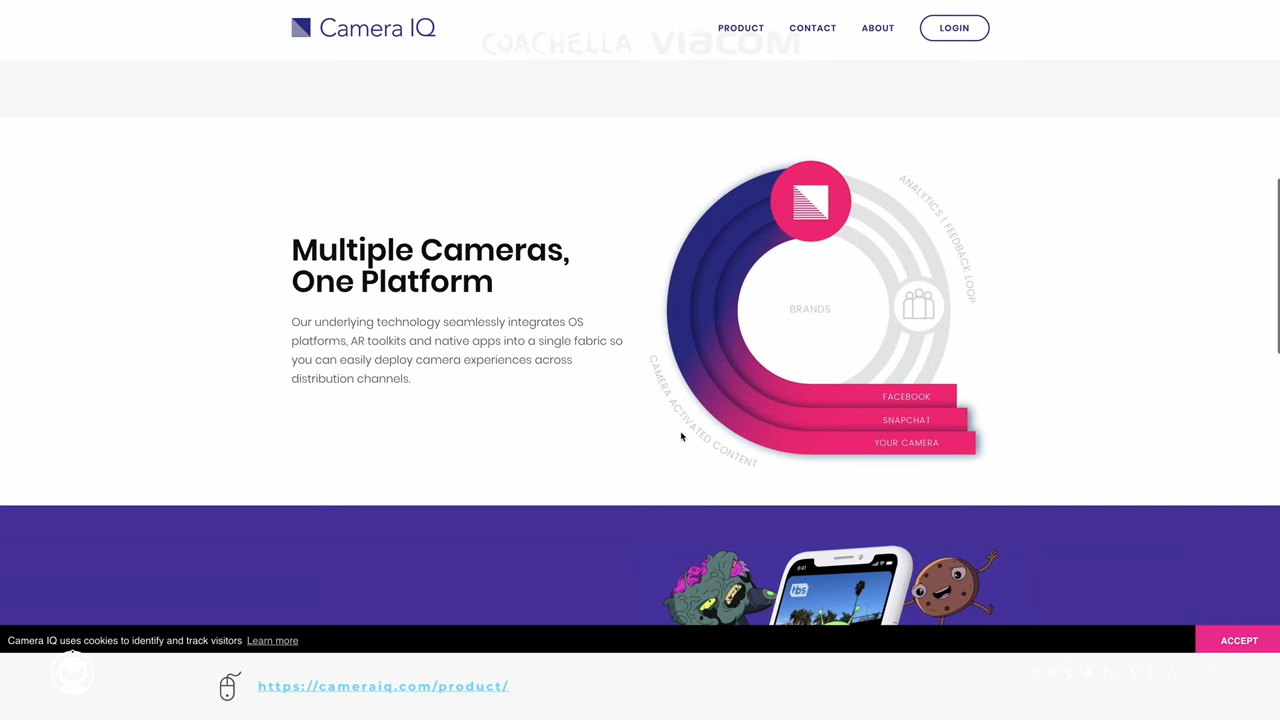 Camera IQ
PRODUCT
CONTACT
ABOUT
LOGIN
COACHELLA VIACOM
ANALYTICS | FEEDBACK LOOP
Multiple Cameras,
One Platform
BRANDS
Our underlying technology seamlessly integrates OS
platforms, AR toolkits and native apps into a single fabric so
you can easily deploy camera experiences across
distribution channels.
CAMERA ACTIVATED CONTENT
FACEBOOK
SNAPCHAT
YOUR CAMERA
9:41
tbs
Camera IQ uses cookies to identify and track visitors Learn more
ACCEPT
https://cameraiq.com/product/